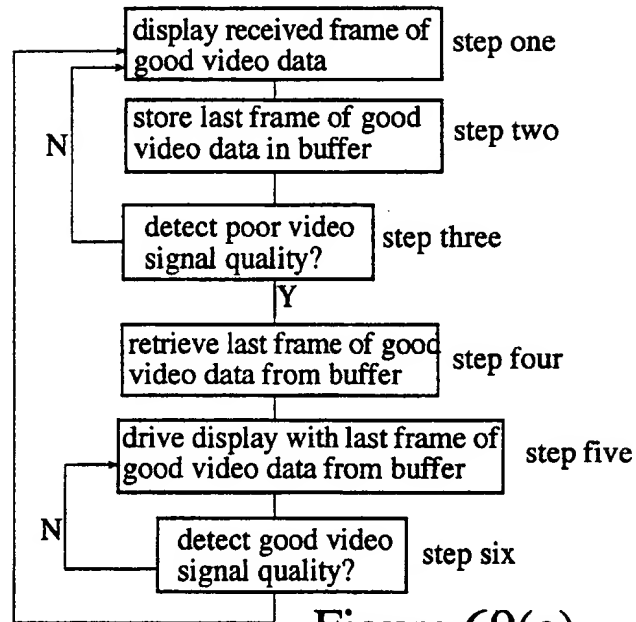 display received frame of
good video data
step one
store last frame of good
video data in buffer
step two
N
detect poor video
signal quality?
step three
Y
retrieve last frame of good
video data from buffer
step four
drive display with last frame of
good video data from buffer
step five
N
detect good video
signal quality?
step six